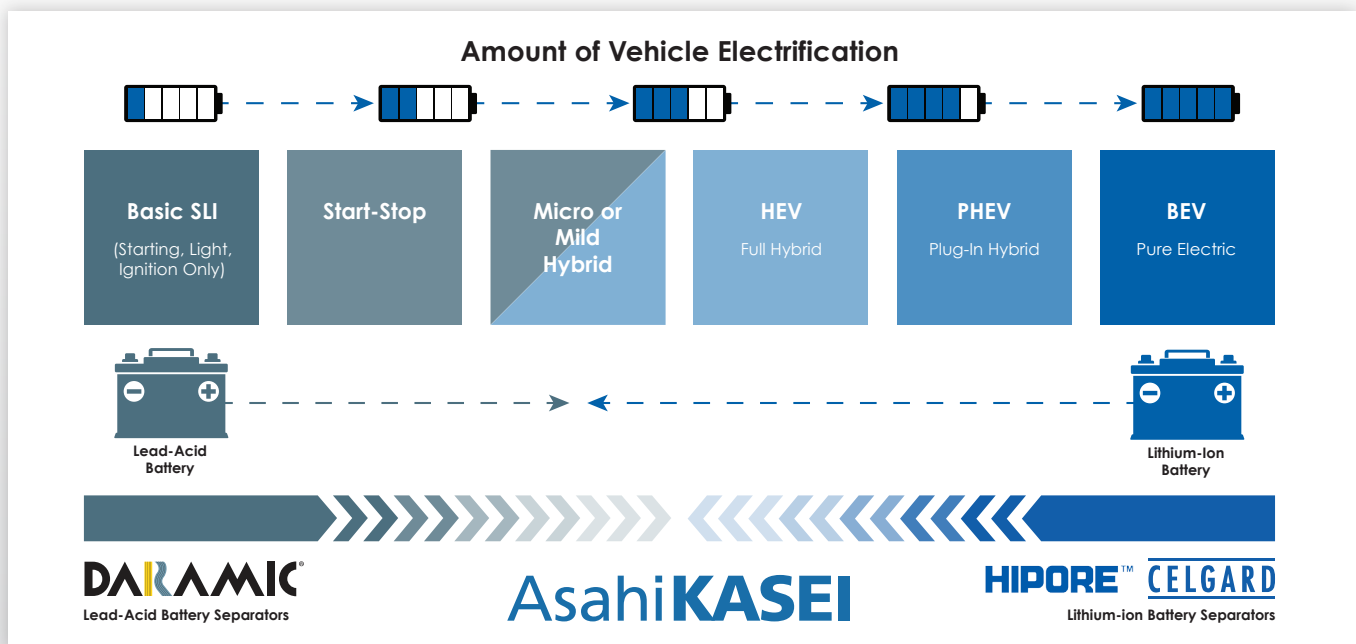 Amount of Vehicle Electrification
Basic SLI
(Starting, Light,
Ignition Only)
Start-Stop
Micro or
Mild
Hybrid
HEV
Full Hybrid
PHEV
Plug-In Hybrid
BEV
Pure Electric
Lead-Acid
Battery
Lithium-Ion
Battery
DARAMIC®
Lead-Acid Battery Separators
AsahiKASEI
HIPORE™ CELGARD
Lithium-ion Battery Separators